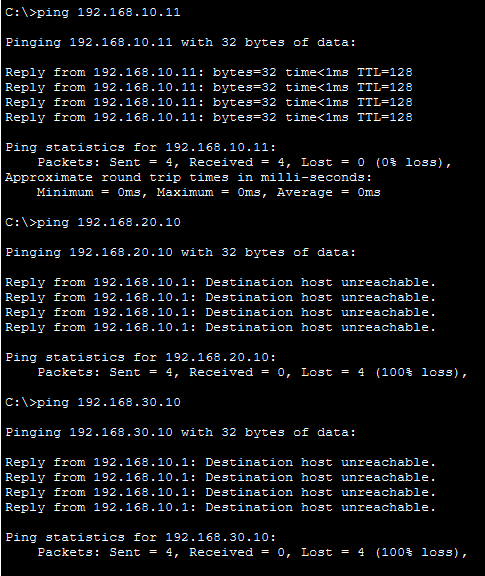 C:\>ping 192.168.10.11
Pinging 192.168.10.11 with 32 bytes of data:
Reply from 192.168.10.11: bytes=32 time<1ms TTL=128
Reply from 192.168.10.11: bytes=32 time<1ms TTL=128
Reply from 192.168.10.11: bytes=32 time<1ms TTL=128
Reply from 192.168.10.11: bytes=32 time<1ms TTL=128
Ping statistics for 192.168.10.11:
    Packets: Sent = 4, Received = 4, Lost = 0 (0% loss),
Approximate round trip times in milli-seconds:
    Minimum = 0ms, Maximum = 0ms, Average = 0ms
C:\>ping 192.168.20.10
Pinging 192.168.20.10 with 32 bytes of data:
Reply from 192.168.10.1: Destination host unreachable.
Reply from 192.168.10.1: Destination host unreachable.
Reply from 192.168.10.1: Destination host unreachable.
Reply from 192.168.10.1: Destination host unreachable.
Ping statistics for 192.168.20.10:
    Packets: Sent = 4, Received = 0, Lost = 4 (100% loss),
C:\>ping 192.168.30.10
Pinging 192.168.30.10 with 32 bytes of data:
Reply from 192.168.10.1: Destination host unreachable.
Reply from 192.168.10.1: Destination host unreachable.
Reply from 192.168.10.1: Destination host unreachable.
Reply from 192.168.10.1: Destination host unreachable.
Ping statistics for 192.168.30.10:
    Packets: Sent = 4, Received = 0, Lost = 4 (100% loss),